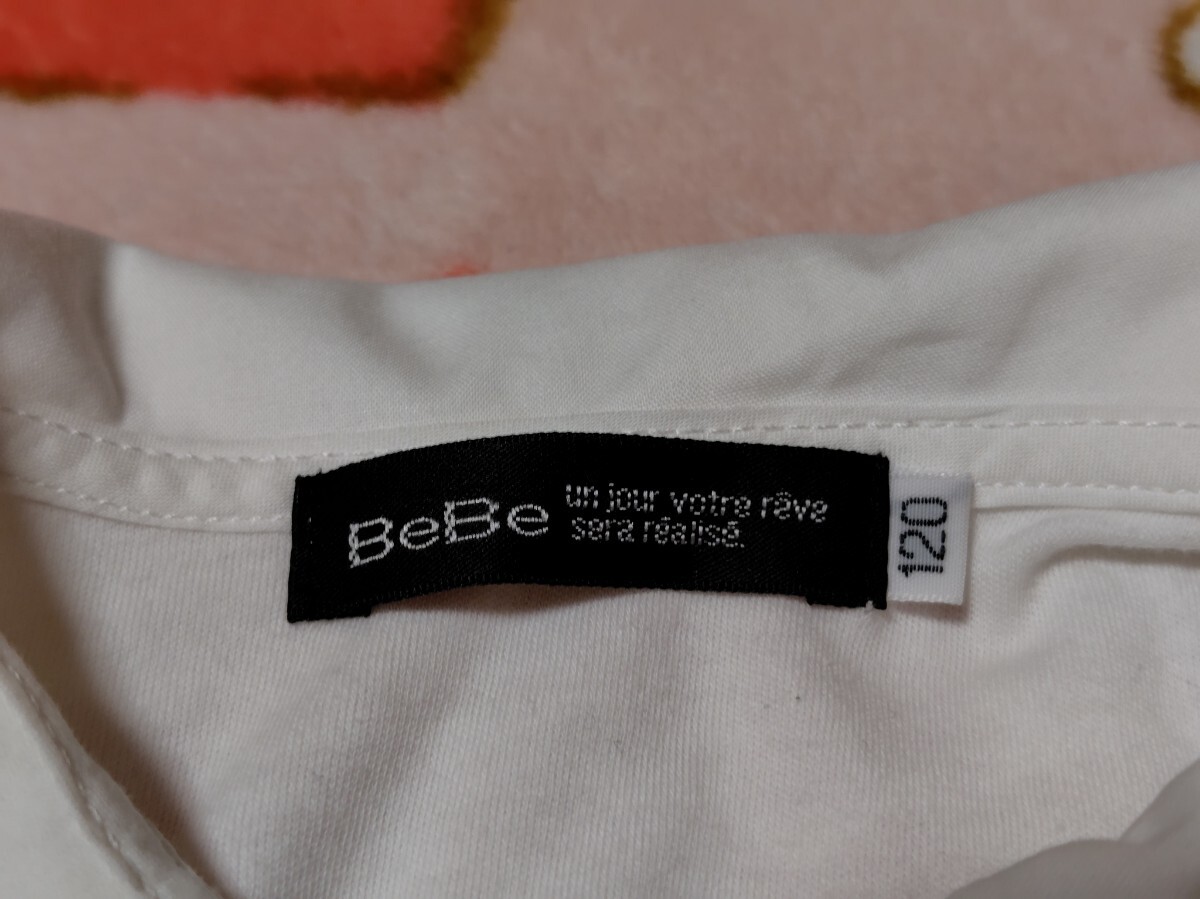 BeBe
un jour votre rêve
sera réalisé.
120